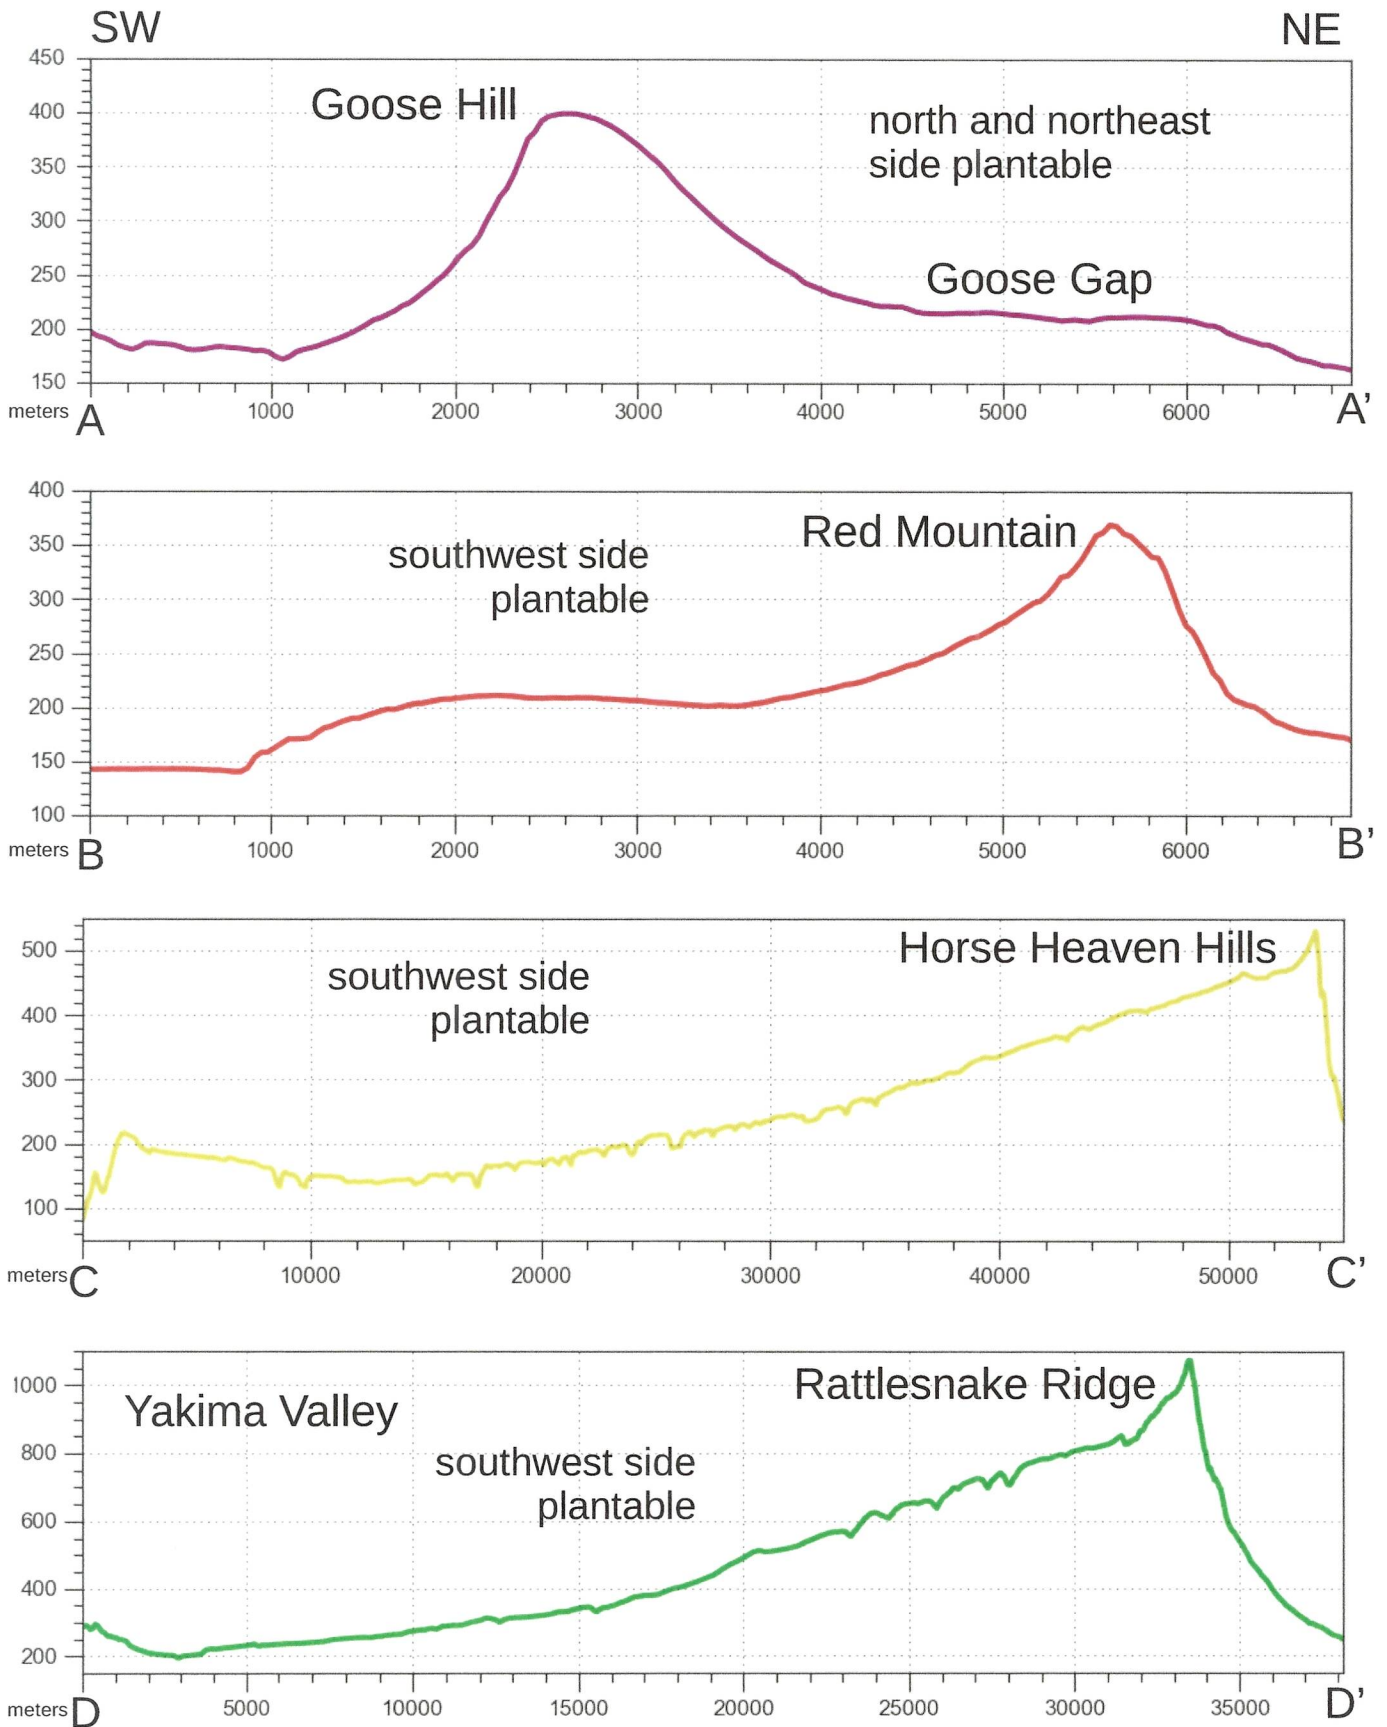 SW NE
450
Goose Hill
400
north and northeast
side plantable
350
300
Goose Gap
250
200
150
meters A 1000 2000 3000 4000 5000 6000 A’
400
Red Mountain
350
southwest side
plantable
300
250
200
150
100
meters B 1000 2000 3000 4000 5000 6000 B’
Horse Heaven Hills
500
southwest side
plantable
400
300
200
100
meters C 10000 20000 30000 40000 50000 C’
Rattlesnake Ridge
1000
Yakima Valley
800
southwest side
plantable
600
400
200
meters D 5000 10000 15000 20000 25000 30000 35000 D’